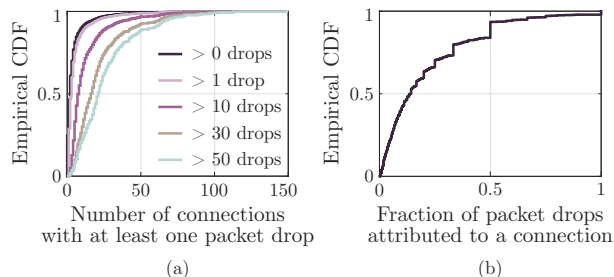 Empirical CDF
1
0.5
0
0
50
100
150
> 0 drops
> 1 drop
> 10 drops
> 30 drops
> 50 drops
Number of connections
with at least one packet drop
(a)
Empirical CDF
1
0.5
0
0
0.5
1
Fraction of packet drops
attributed to a connection
(b)